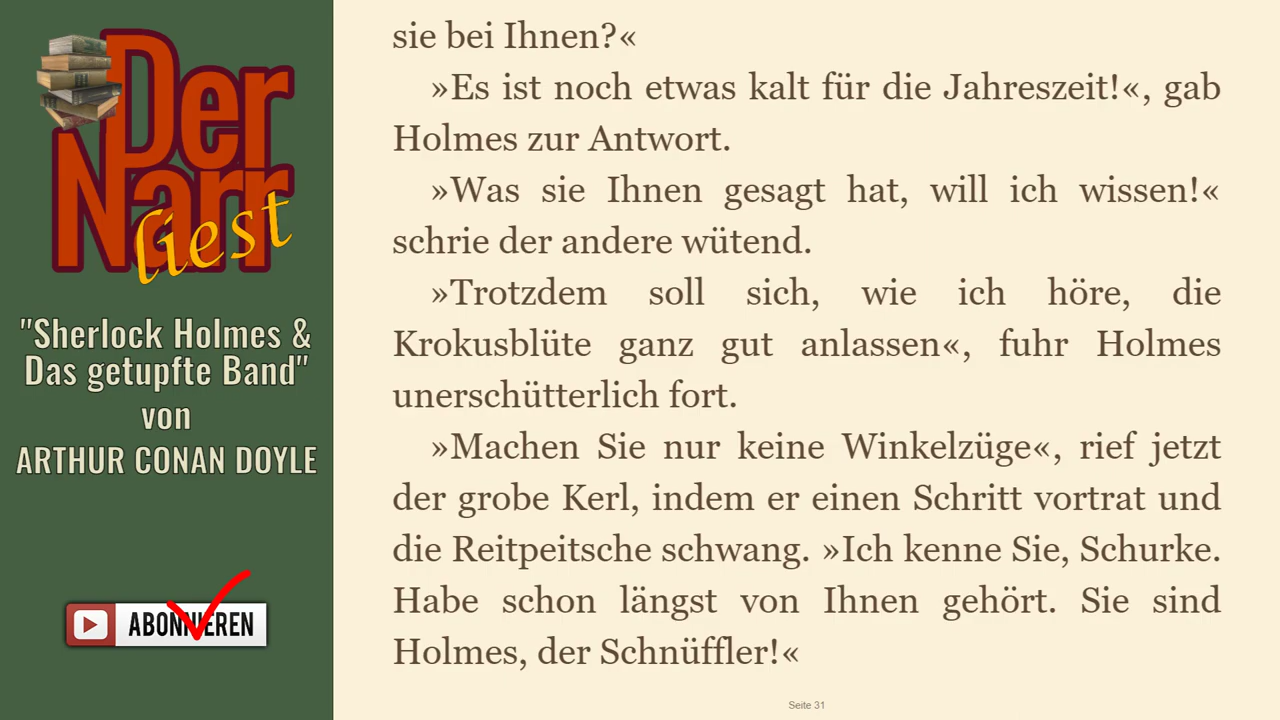 Der
Narr
liest
"Sherlock Holmes &
Das getupfte Band"
von
ARTHUR CONAN DOYLE
ABONNIEREN
sie bei Ihnen?«
»Es ist noch etwas kalt für die Jahreszeit!«, gab
Holmes zur Antwort.
»Was sie Ihnen gesagt hat, will ich wissen!«
schrie der andere wütend.
»Trotzdem soll sich, wie ich höre, die
Krokusblüte ganz gut anlassen«, fuhr Holmes
unerschütterlich fort.
»Machen Sie nur keine Winkelzüge«, rief jetzt
der grobe Kerl, indem er einen Schritt vortrat und
die Reitpeitsche schwang. »Ich kenne Sie, Schurke.
Habe schon längst von Ihnen gehört. Sie sind
Holmes, der Schnüffler!«
Seite 31